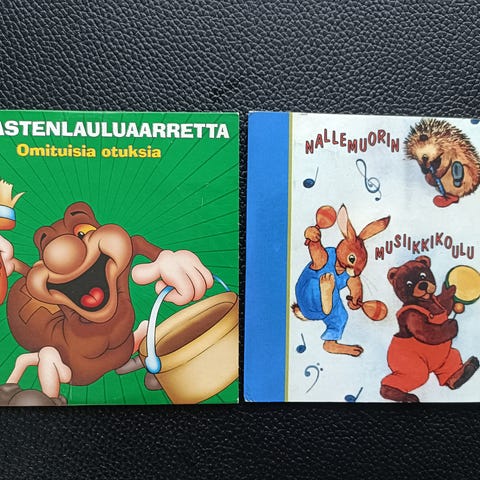 ASTENLAULUAARRETTA
Omituisia otuksia
NALLEMUORIN
MUSIIKKIKOULU